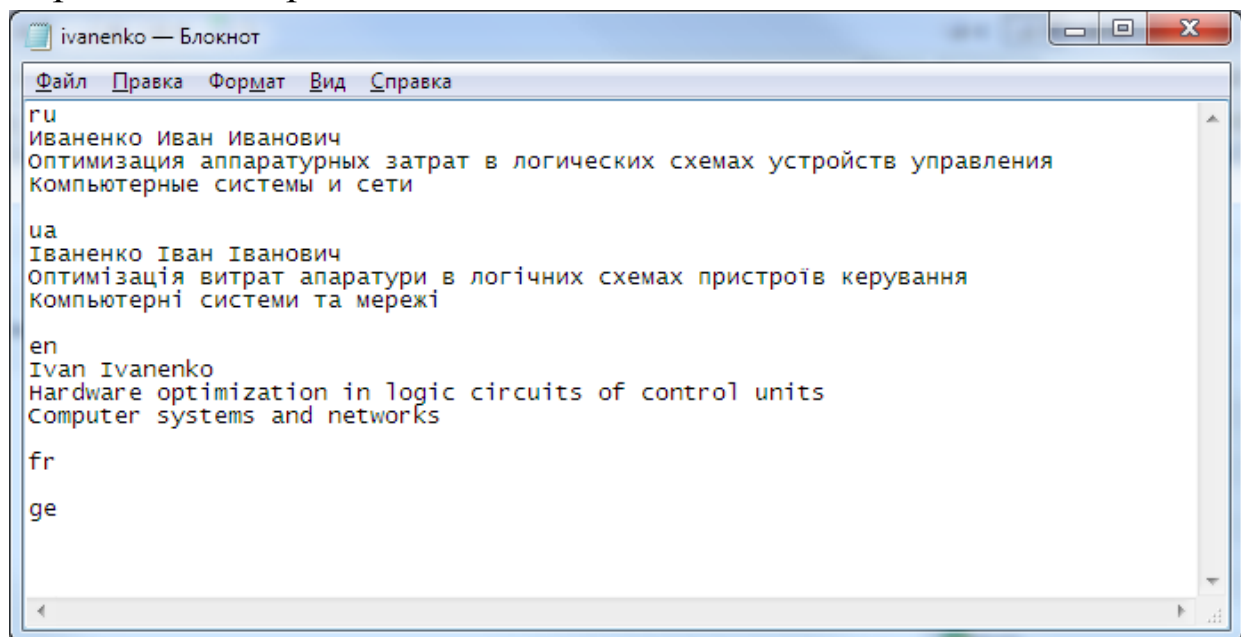 ivanenko — Блокнот
Файл Правка Формат Вид Справка
ru
Иваненко Иван Иванович
Оптимизация аппаратурных затрат в логических схемах устройств управления
Компьютерные системы и сети
ua
Іваненко Іван Іванович
Оптимізація витрат апаратури в логічних схемах пристроїв керування
Компьютерні системи та мережі
en
Ivan Ivanenko
Hardware optimization in logic circuits of control units
Computer systems and networks
fr
ge